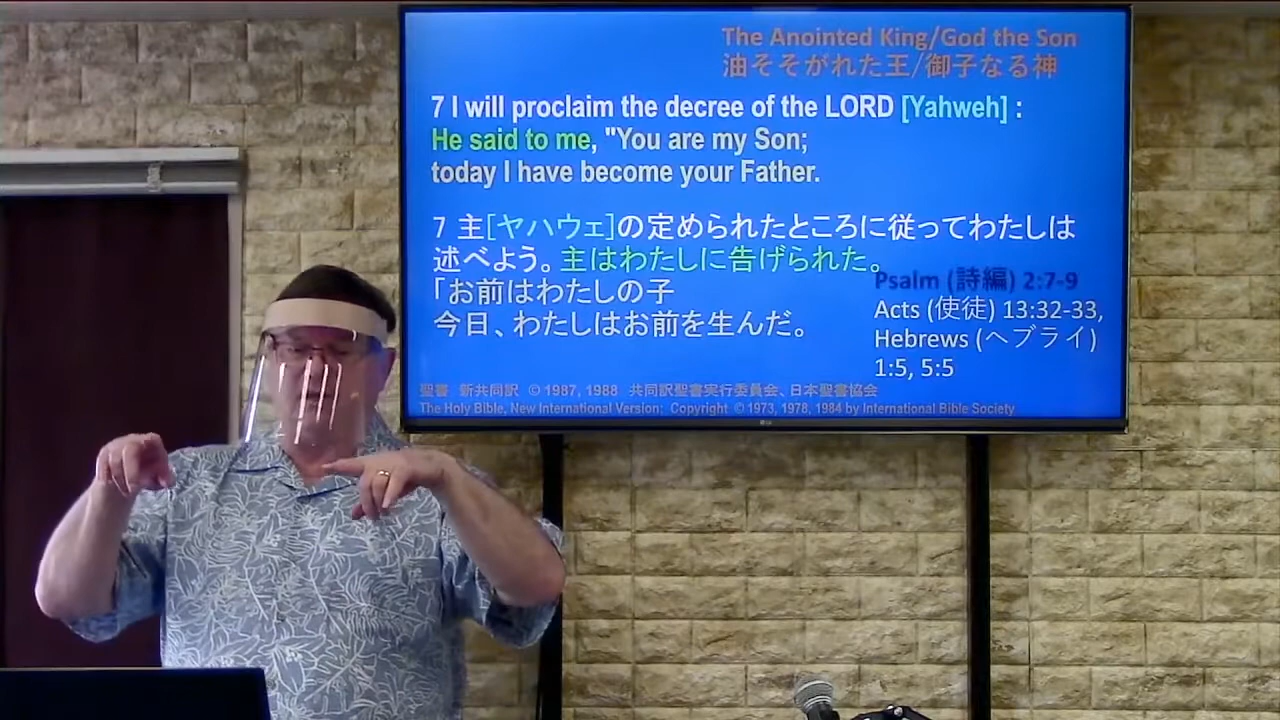 The Anointed King/God the Son
油そそがれた王/御子なる神
7 I will proclaim the decree of the LORD [Yahweh] :
He said to me, "You are my Son;
today I have become your Father.
7 主[ヤハウェ]の定められたところに従ってわたしは
述べよう。主はわたしに告げられた。
「お前はわたしの子
今日、わたしはお前を生んだ。
Psalm (詩編) 2:7-9
Acts (使徒) 13:32-33,
Hebrews (ヘブライ)
1:5, 5:5
聖書 新共同訳 © 1987, 1988 共同訳聖書実行委員会、日本聖書協会
The Holy Bible, New International Version; Copyright © 1973, 1978, 1984 by International Bible Society
LG